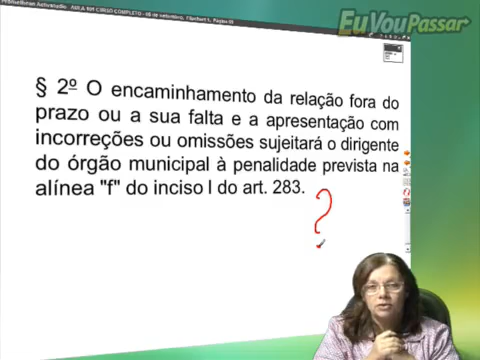 EuVouPassar
§ 2º O encaminhamento da relação fora do
prazo ou a sua falta e a apresentação com
incorreções ou omissões sujeitará o dirigente
do órgão municipal à penalidade prevista na
alínea "f" do inciso I do art. 283.
?